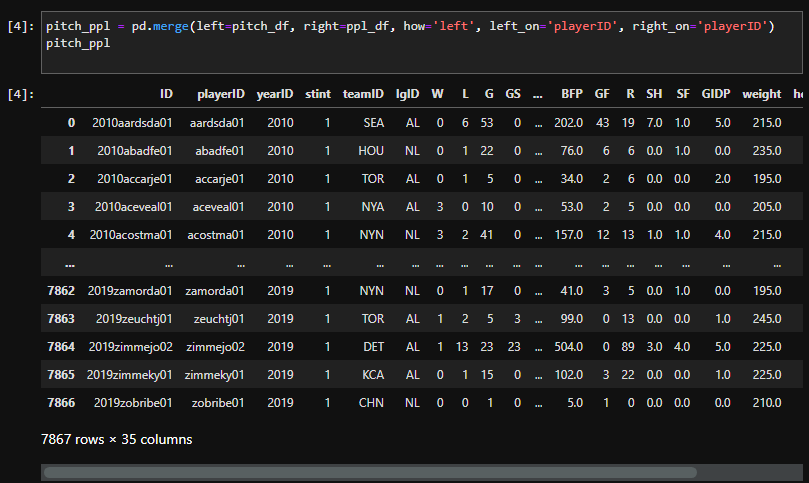 [4]: pitch_ppl = pd.merge(left=pitch_df, right=ppl_df, how='left', left_on='playerID', right_on='playerID')
pitch_ppl
[4]: ID playerID yearID stint teamID lgID W L G GS ... BFP GF R SH SF GIDP weight
0 2010aardsda01 aardsda01 2010 1 SEA AL 0 6 53 0 ... 202.0 43 19 7.0 1.0 5.0 215.0
1 2010abadfe01 abadfe01 2010 1 HOU NL 0 1 22 0 ... 76.0 6 6 0.0 1.0 0.0 235.0
2 2010accarje01 accarje01 2010 1 TOR AL 0 1 5 0 ... 34.0 2 6 0.0 0.0 2.0 195.0
3 2010aceveal01 aceveal01 2010 1 NYA AL 3 0 10 0 ... 53.0 2 5 0.0 0.0 0.0 205.0
4 2010acostma01 acostma01 2010 1 NYN NL 3 2 41 0 ... 157.0 12 13 1.0 1.0 4.0 215.0
... ... ... ... ... ... ... ... ... ... ... ... ... ... ... ... ... ... ...
7862 2019zamorda01 zamorda01 2019 1 NYN NL 0 1 17 0 ... 41.0 3 5 0.0 1.0 0.0 195.0
7863 2019zeuchtj01 zeuchtj01 2019 1 TOR AL 1 2 5 3 ... 99.0 0 13 0.0 0.0 1.0 245.0
7864 2019zimmejo02 zimmejo02 2019 1 DET AL 1 13 23 23 ... 504.0 0 89 3.0 4.0 5.0 225.0
7865 2019zimmeky01 zimmeky01 2019 1 KCA AL 0 1 15 0 ... 102.0 3 22 0.0 0.0 1.0 225.0
7866 2019zobribe01 zobribe01 2019 1 CHN NL 0 0 1 0 ... 5.0 1 0 0.0 0.0 0.0 210.0
7867 rows × 35 columns